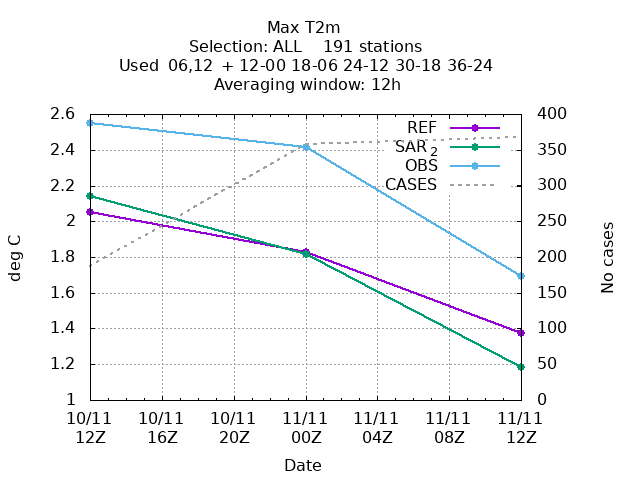 Max T2m
Selection: ALL    191 stations
Used  06,12  + 12-00 18-06 24-12 30-18 36-24
Averaging window: 12h
2.6
2.4
2.2
2
1.8
1.6
1.4
1.2
1
deg C
REF
SAR 2
OBS
CASES
400
350
300
250
200
150
100
50
0
No cases
10/11 10/11 10/11 11/11 11/11 11/11 11/11
12Z 16Z 20Z 00Z 04Z 08Z 12Z
Date